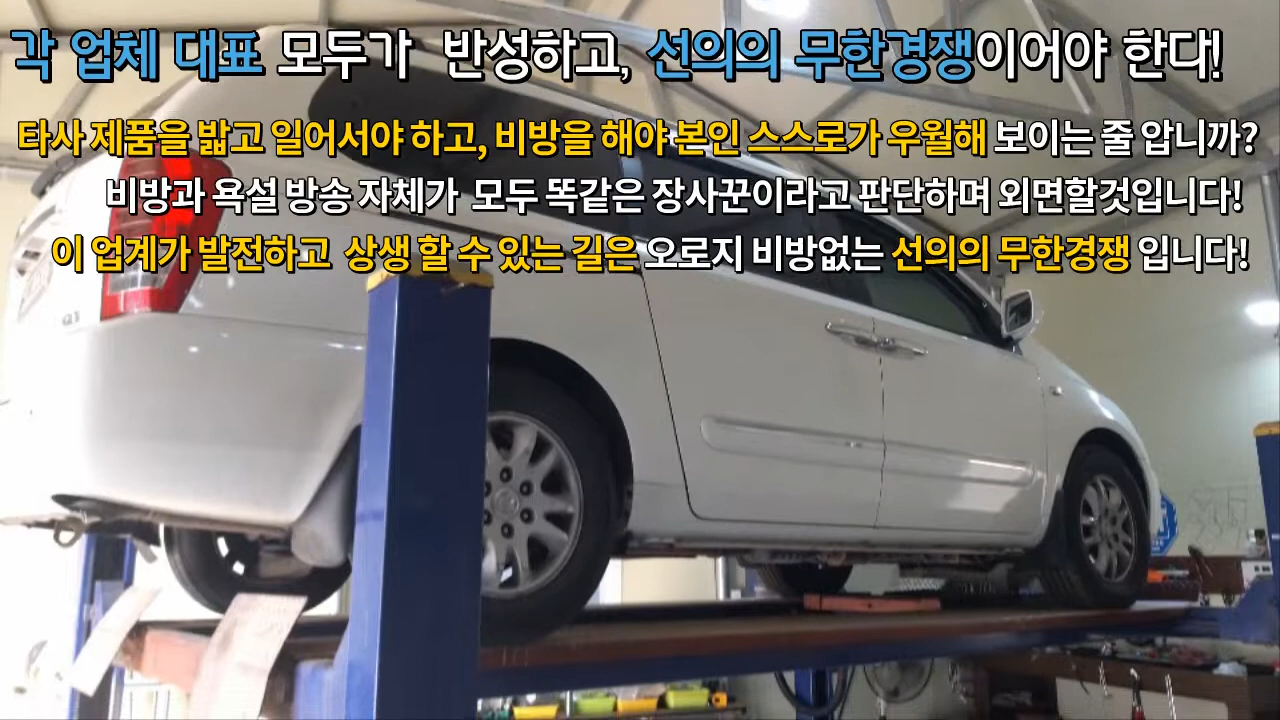 각 업체 대표 모두가 반성하고, 선의의 무한경쟁이어야 한다!
타사 제품을 밟고 일어서야 하고, 비방을 해야 본인 스스로가 우월해 보이는 줄 압니까?
비방과 욕설 방송 자체가 모두 똑같은 장사꾼이라고 판단하며 외면할것입니다!
이 업계가 발전하고 상생 할 수 있는 길은 오로지 비방없는 선의의 무한경쟁 입니다!